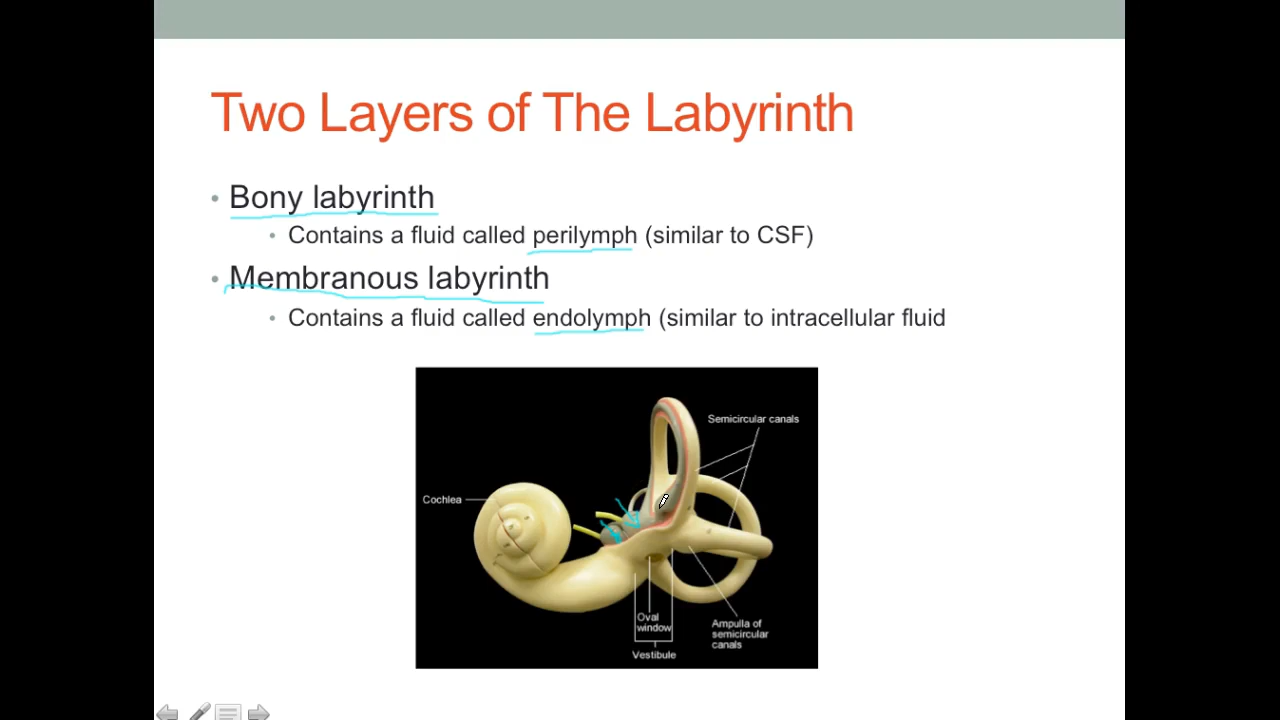 Two Layers of The Labyrinth
• Bony labyrinth
• Contains a fluid called perilymph (similar to CSF)
• Membranous labyrinth
• Contains a fluid called endolymph (similar to intracellular fluid
Semicircular canals
Cochlea
Oval
window
Ampulla of
semicircular
canals
Vestibule